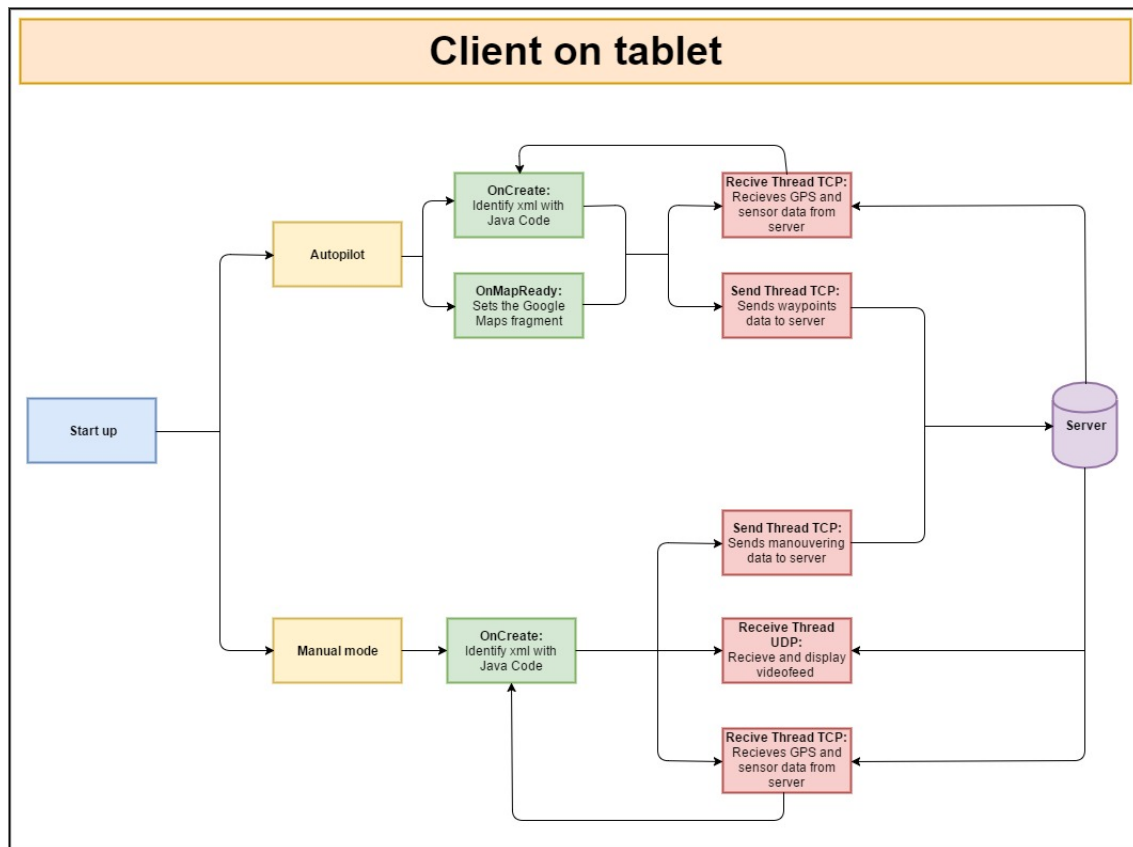 Client on tablet
OnCreate:
Identify xml with
Java Code
Recive Thread TCP:
Recieves GPS and
sensor data from
server
Autopilot
OnMapReady:
Sets the Google
Maps fragment
Send Thread TCP:
Sends waypoints
data to server
Start up
Server
Send Thread TCP:
Sends manouvering
data to server
Manual mode
OnCreate:
Identify xml with
Java Code
Receive Thread
UDP:
Recieve and display
videofeed
Recive Thread TCP:
Recieves GPS and
sensor data from
server